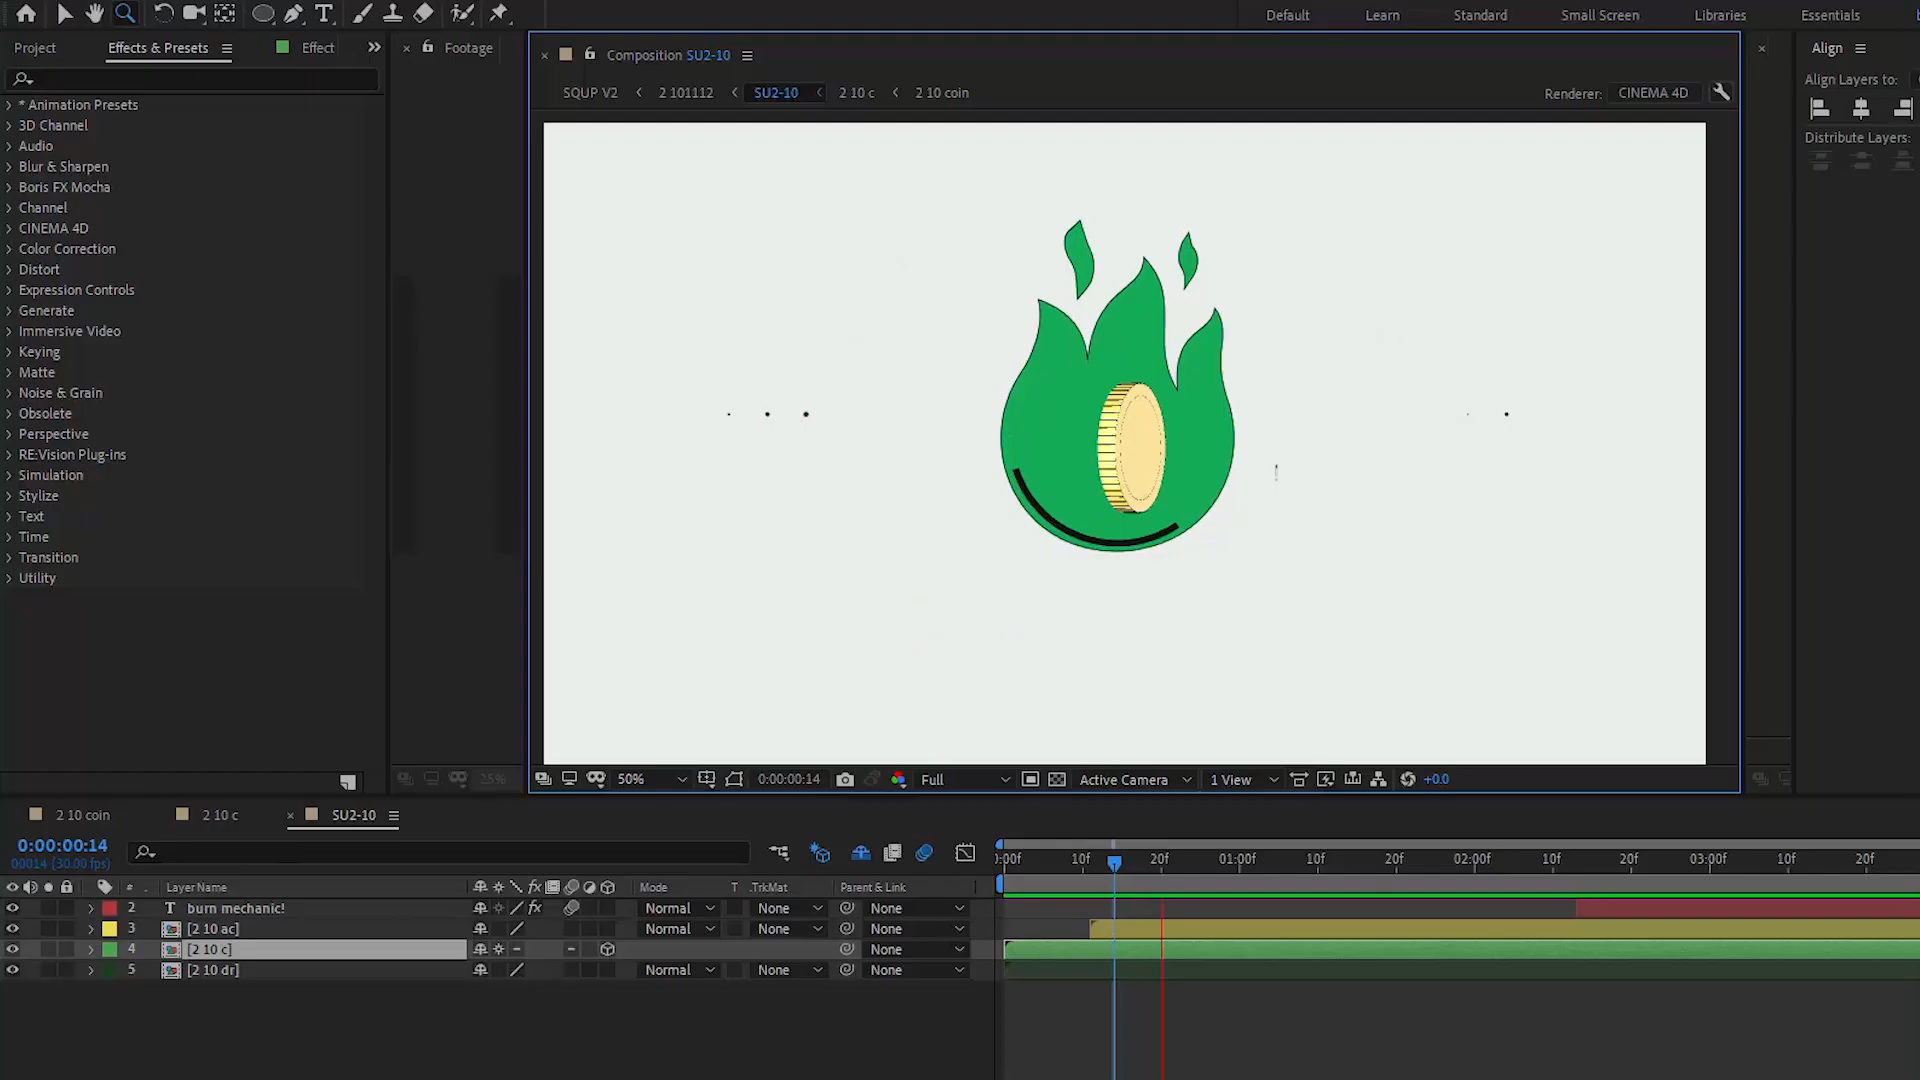 Default Learn Standard Small Screen Libraries Essentials
Project Effects & Presets Effect Footage Composition SU2-10 Align
SQUP V2 2 101112 SU2-10 2 10 c 2 10 coin Renderer: CINEMA 4D
Align Layers to:
Distribute Layers:
* Animation Presets
3D Channel
Audio
Blur & Sharpen
Boris FX Mocha
Channel
CINEMA 4D
Color Correction
Distort
Expression Controls
Generate
Immersive Video
Keying
Matte
Noise & Grain
Obsolete
Perspective
RE:Vision Plug-ins
Simulation
Stylize
Text
Time
Transition
Utility
25% 50% 0:00:00:14 Full Active Camera 1 View +0.0
2 10 coin 2 10 c SU2-10
0:00:00:14
00014 (30.00 fps)
:00f 10f 20f 01:00f 10f 20f 02:00f 10f 20f 03:00f 10f 20f
# Layer Name Mode T .TrkMat Parent & Link
2 T burn mechanic! Normal None None
3 [2 10 ac] Normal None None
4 [2 10 c] None
5 [2 10 dr] Normal None None